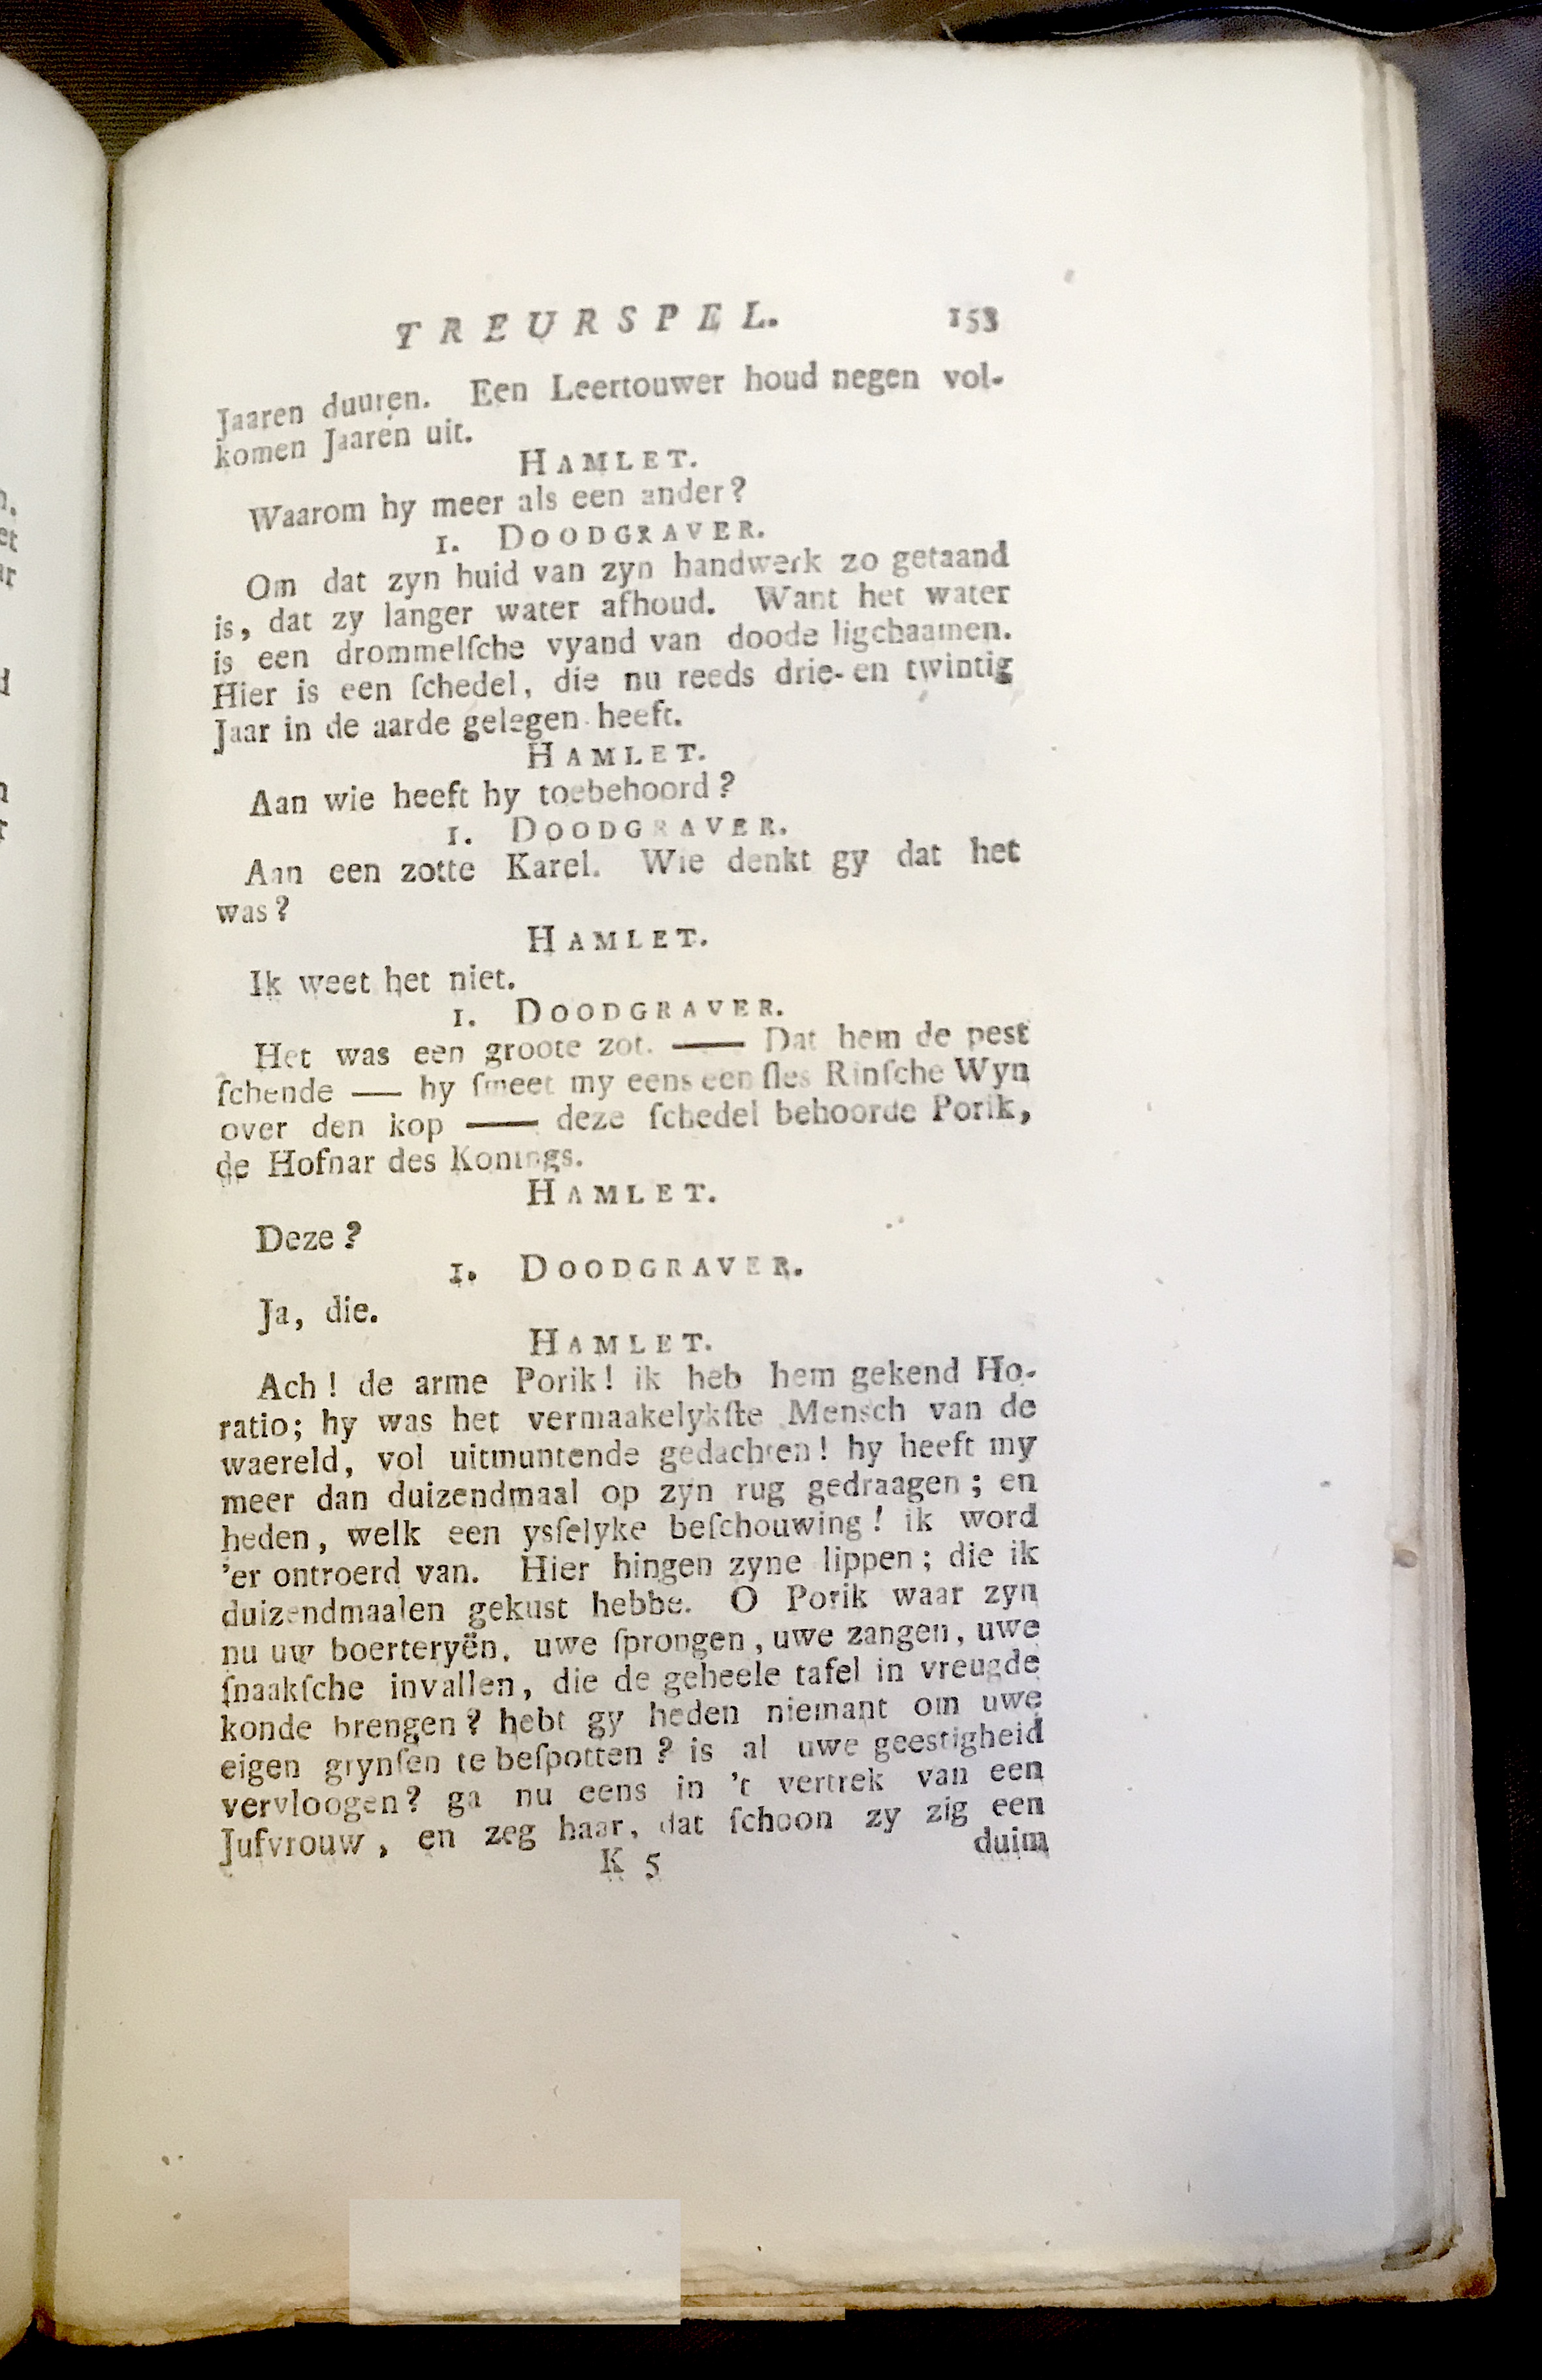 TREURSPEL. 153
Jaaren duuren. Een Leertouwer houd negen vol-
komen Jaaren uit.
HAMLET.
Waarom hy meer als een ander?
1. DOODGRAVER.
Om dat zyn huid van zyn handwerk zo getaand
is, dat zy langer water afhoud. Want het water
is een drommelſche vyand van doode ligchaamen.
Hier is een ſchedel, die nu reeds drie-en twintig
Jaar in de aarde gelegen heeft.
HAMLET.
Aan wie heeft hy toebehoord?
1. DOODGRAVER.
Aan een zotte Karel. Wie denkt gy dat het
was?
HAMLET.
Ik weet het niet.
1. DOODGRAVER.
Het was een groote zot. —— Dat hem de pest
ſchende — hy ſmeet my eens een fles Rinſche Wyn
over den kop —— deze ſchedel behoorde Porik,
de Hofnar des Konings.
HAMLET.
Deze?
1. DOODGRAVER.
Ja, die.
HAMLET.
Ach! de arme Porik! ik heb hem gekend Ho-
ratio; hy was het vermaakelykſte Mensch van de
waereld, vol uitmuntende gedachten! hy heeft my
meer dan duizendmaal op zyn rug gedraagen; en
heden, welk een ysſelyke beſchouwing! ik word
'er ontroerd van. Hier hingen zyne lippen; die ik
duizendmaalen gekust hebbe. O Porik waar zyn
nu uw boerteryën, uwe ſprongen, uwe zangen, uwe
ſnaakſche invallen, die de geheele tafel in vreugde
konde brengen? hebt gy heden niemant om uwe
eigen grynſen te beſpotten? is al uwe geestigheid
vervloogen? ga nu eens in 't vertrek van een
Jufvrouw, en zeg haar, dat ſchoon zy zig een
K 5 duim